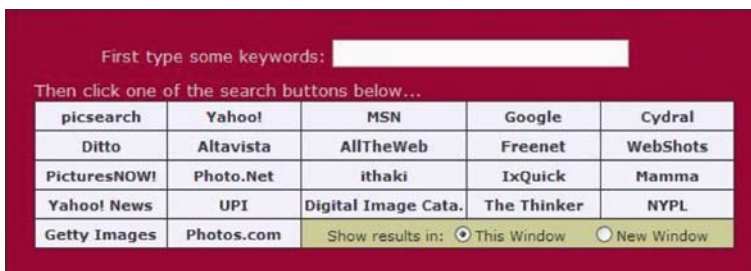 First type some keywords:
Then click one of the search buttons below...
picsearch Yahoo! MSN Google Cydral
Ditto Altavista AllTheWeb Freenet WebShots
PicturesNOW! Photo.Net ithaki IxQuick Mamma
Yahoo! News UPI Digital Image Cata. The Thinker NYPL
Getty Images Photos.com Show results in: This Window New Window